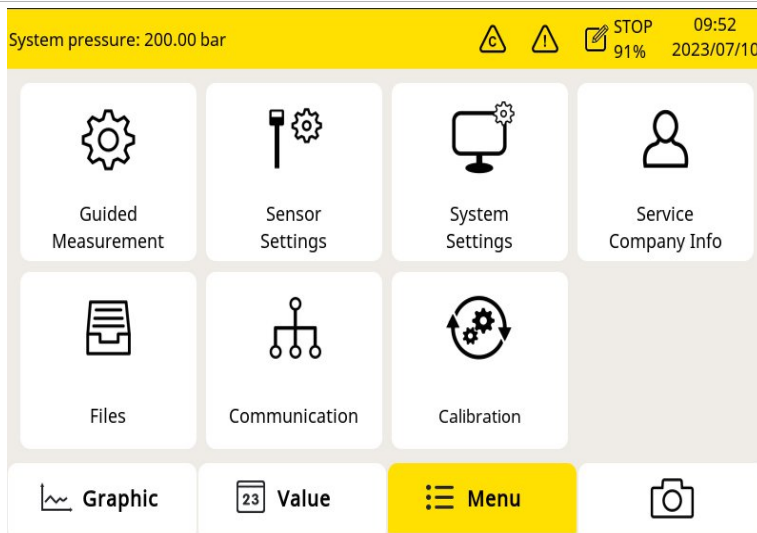 System pressure: 200.00 bar
C
!
STOP
91%
09:52
2023/07/10
Guided
Measurement
Sensor
Settings
System
Settings
Service
Company Info
Files
Communication
Calibration
Graphic
23
Value
Menu